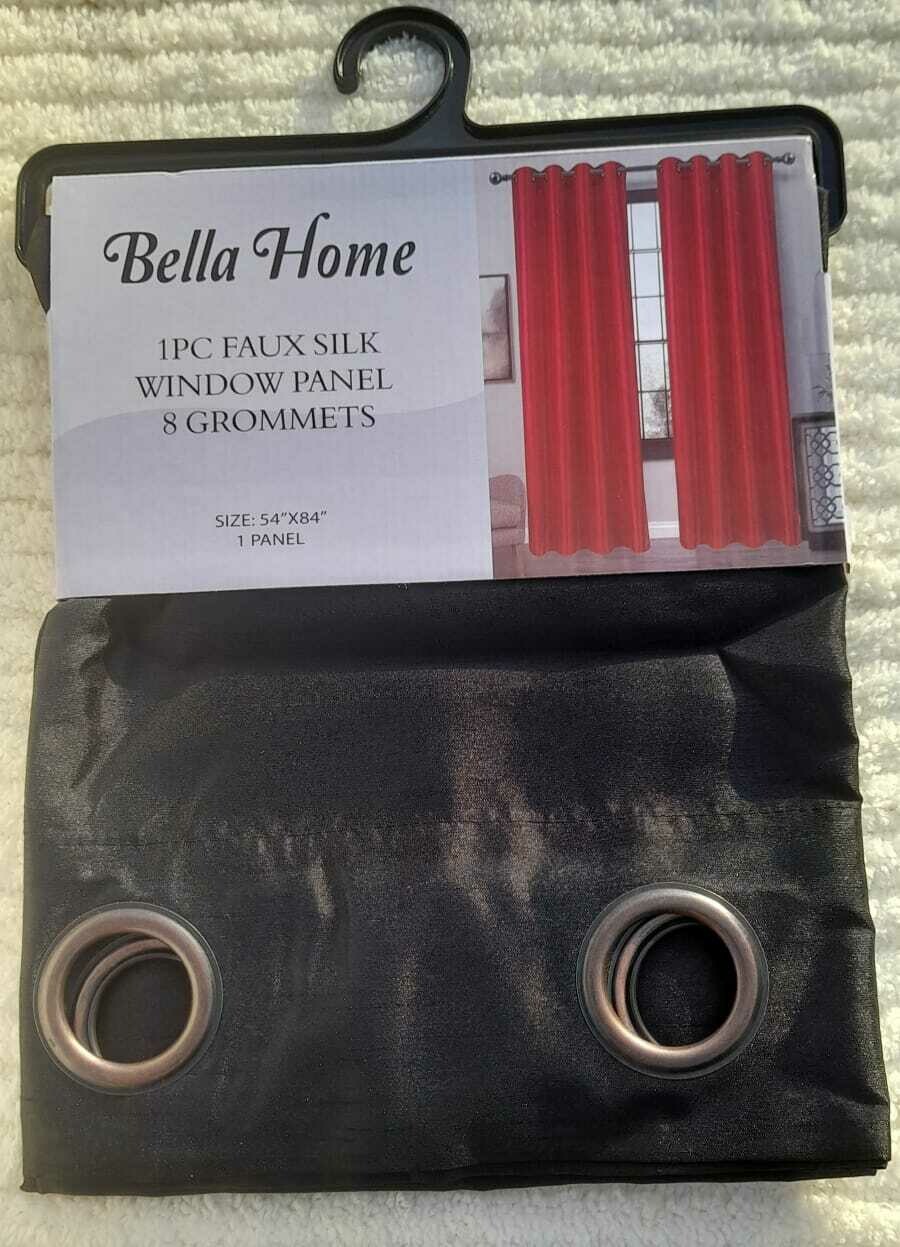 Bella Home
1PC FAUX SILK
WINDOW PANEL
8 GROMMETS
SIZE: 54"X84"
1 PANEL